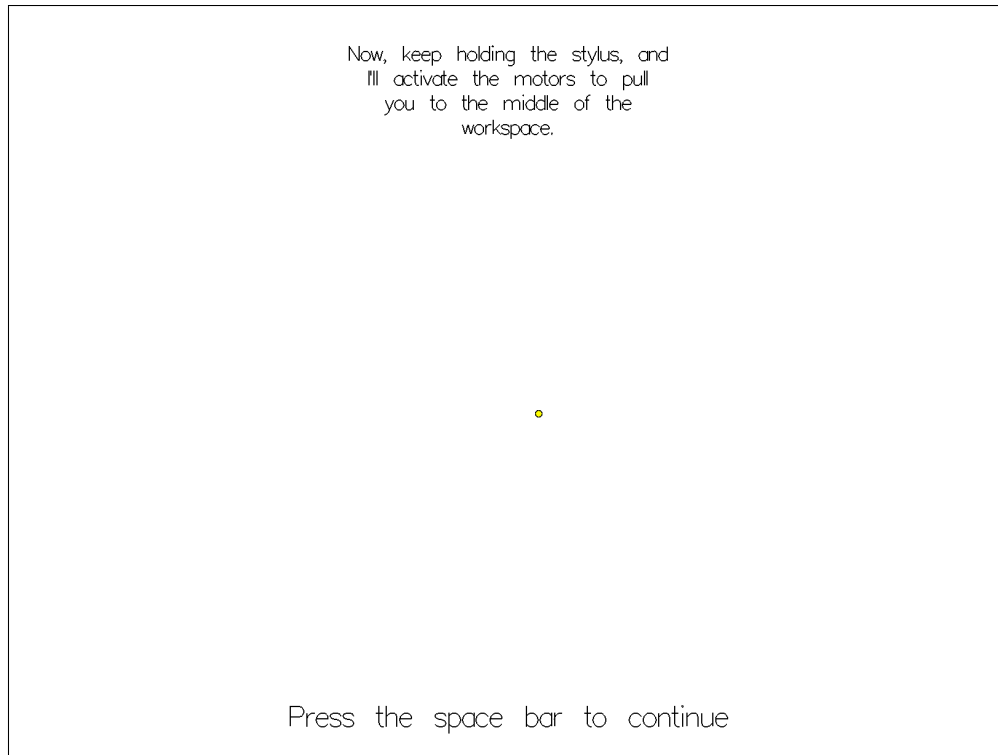 Now, keep holding the stylus, and
I'll activate the motors to pull
you to the middle of the
workspace.
Press the space bar to continue